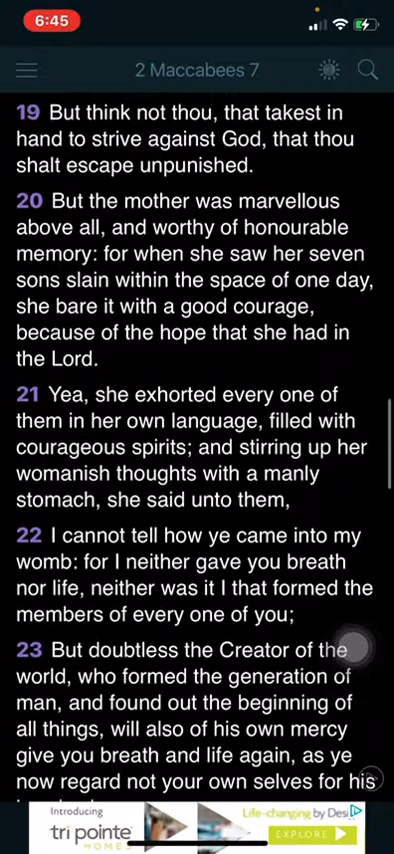 6:45
2 Maccabees 7
19 But think not thou, that takest in
hand to strive against God, that thou
shalt escape unpunished.
20 But the mother was marvellous
above all, and worthy of honourable
memory: for when she saw her seven
sons slain within the space of one day,
she bare it with a good courage,
because of the hope that she had in
the Lord.
21 Yea, she exhorted every one of
them in her own language, filled with
courageous spirits; and stirring up her
womanish thoughts with a manly
stomach, she said unto them,
22 I cannot tell how ye came into my
womb: for I neither gave you breath
nor life, neither was it I that formed the
members of every one of you;
23 But doubtless the Creator of the
world, who formed the generation of
man, and found out the beginning of
all things, will also of his own mercy
give you breath and life again, as ye
now regard not your own selves for his
Introducing
tri pointe
HOMES
Life-changing by Desi
EXPLORE